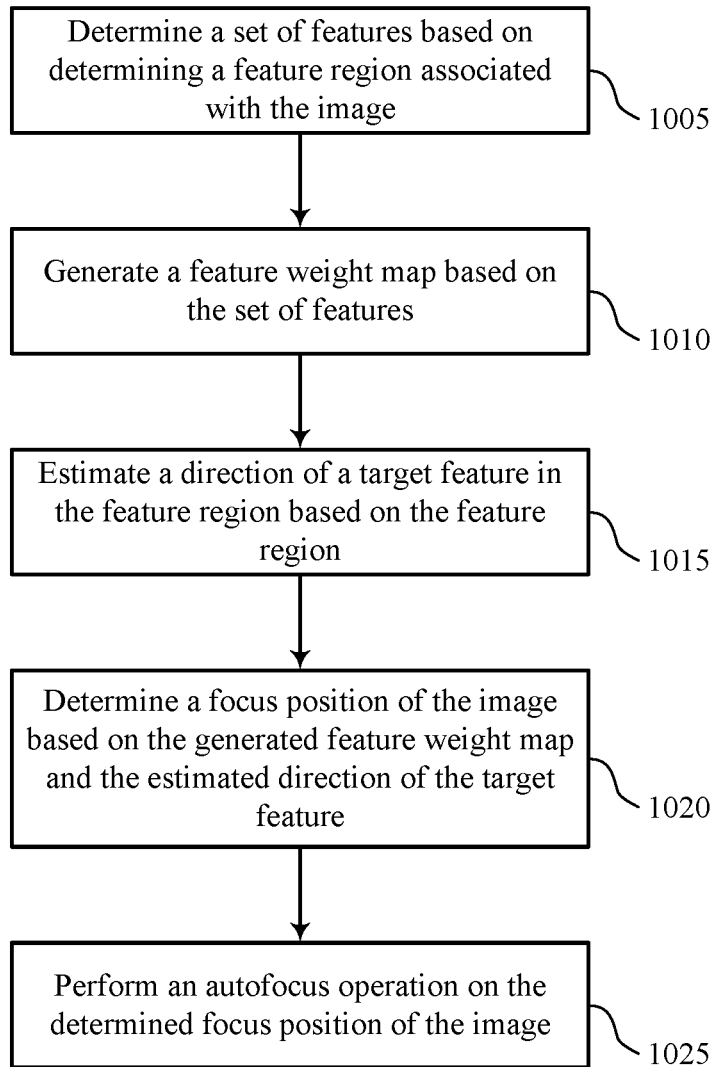 Determine a set of features based on
determining a feature region associated
with the image
1005
Generate a feature weight map based on
the set of features
1010
Estimate a direction of a target feature in
the feature region based on the feature
region
1015
Determine a focus position of the image
based on the generated feature weight map
and the estimated direction of the target
feature
1020
Perform an autofocus operation on the
determined focus position of the image
1025